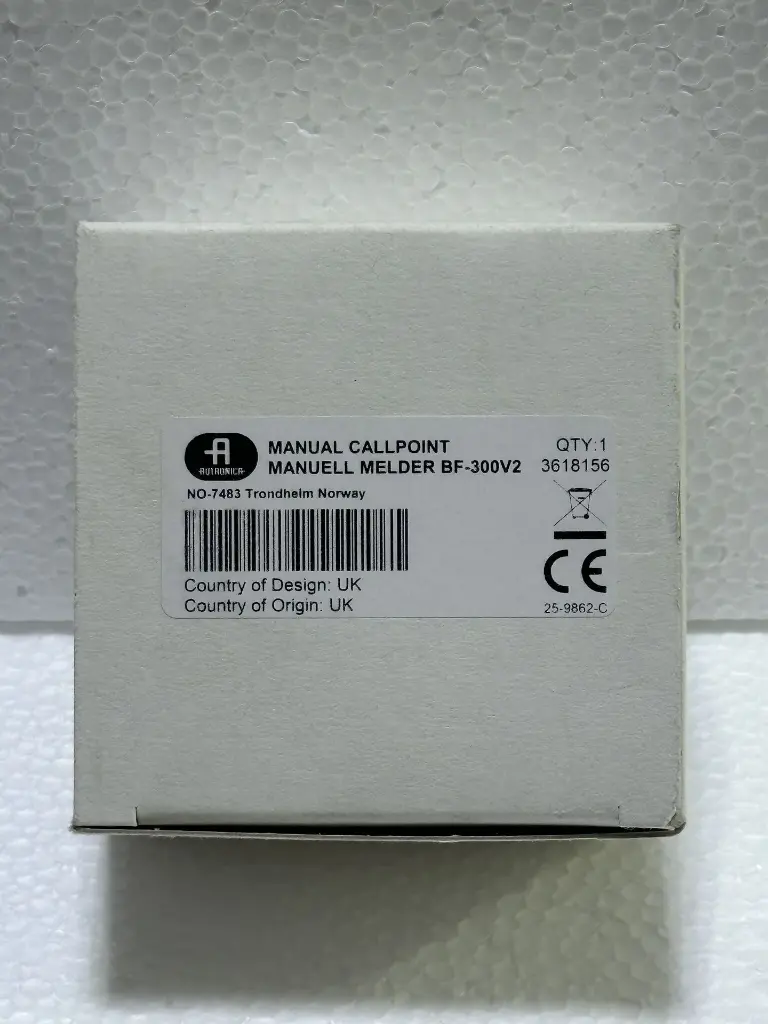 AUTRONICA
MANUAL CALLPOINT
MANUELL MELDER BF-300V2
QTY:1
3618156
NO-7483 Trondheim Norway
Country of Design: UK
Country of Origin: UK
CE
25-9862-C